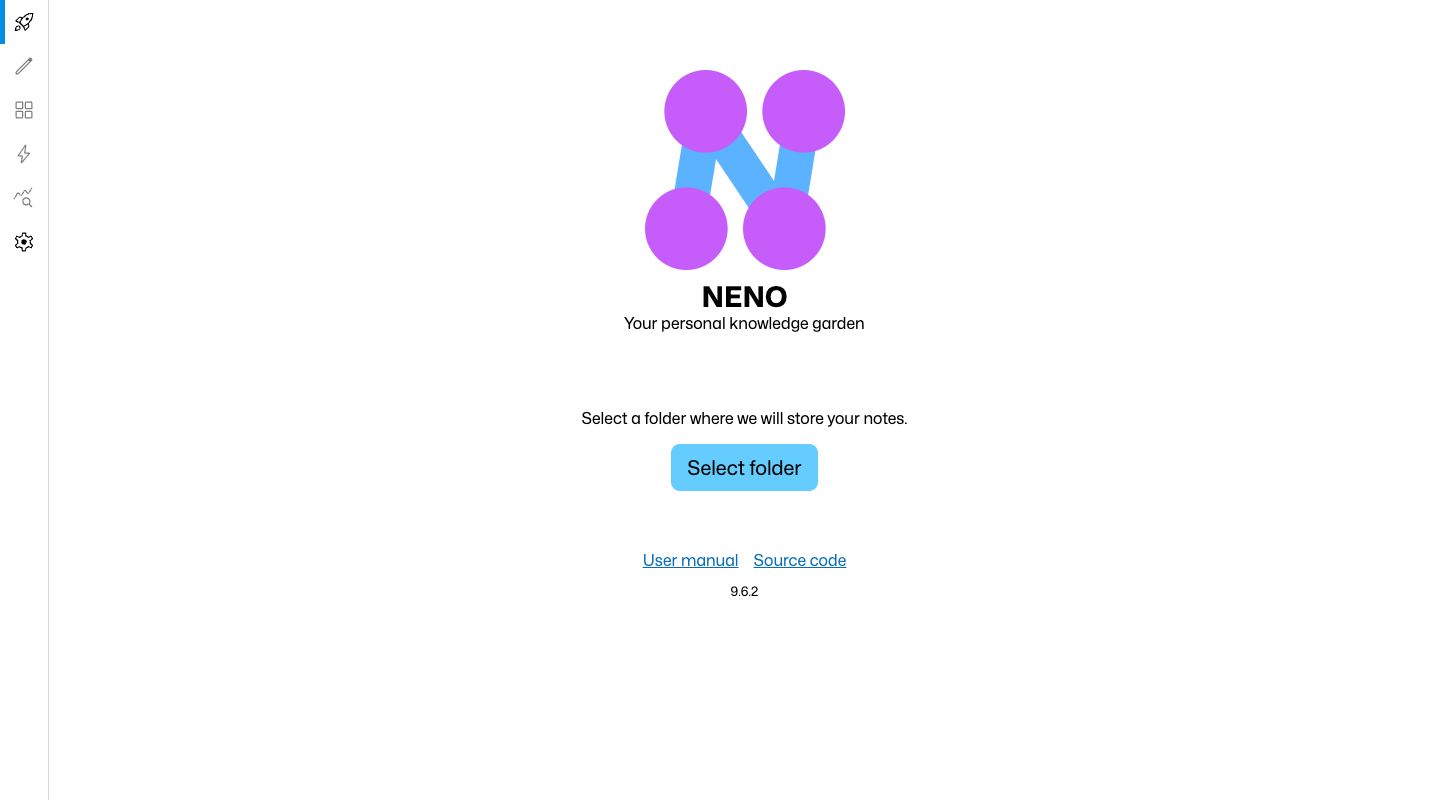 NENO
Your personal knowledge garden
Select a folder where we will store your notes.
Select folder
User manual Source code
9.6.2